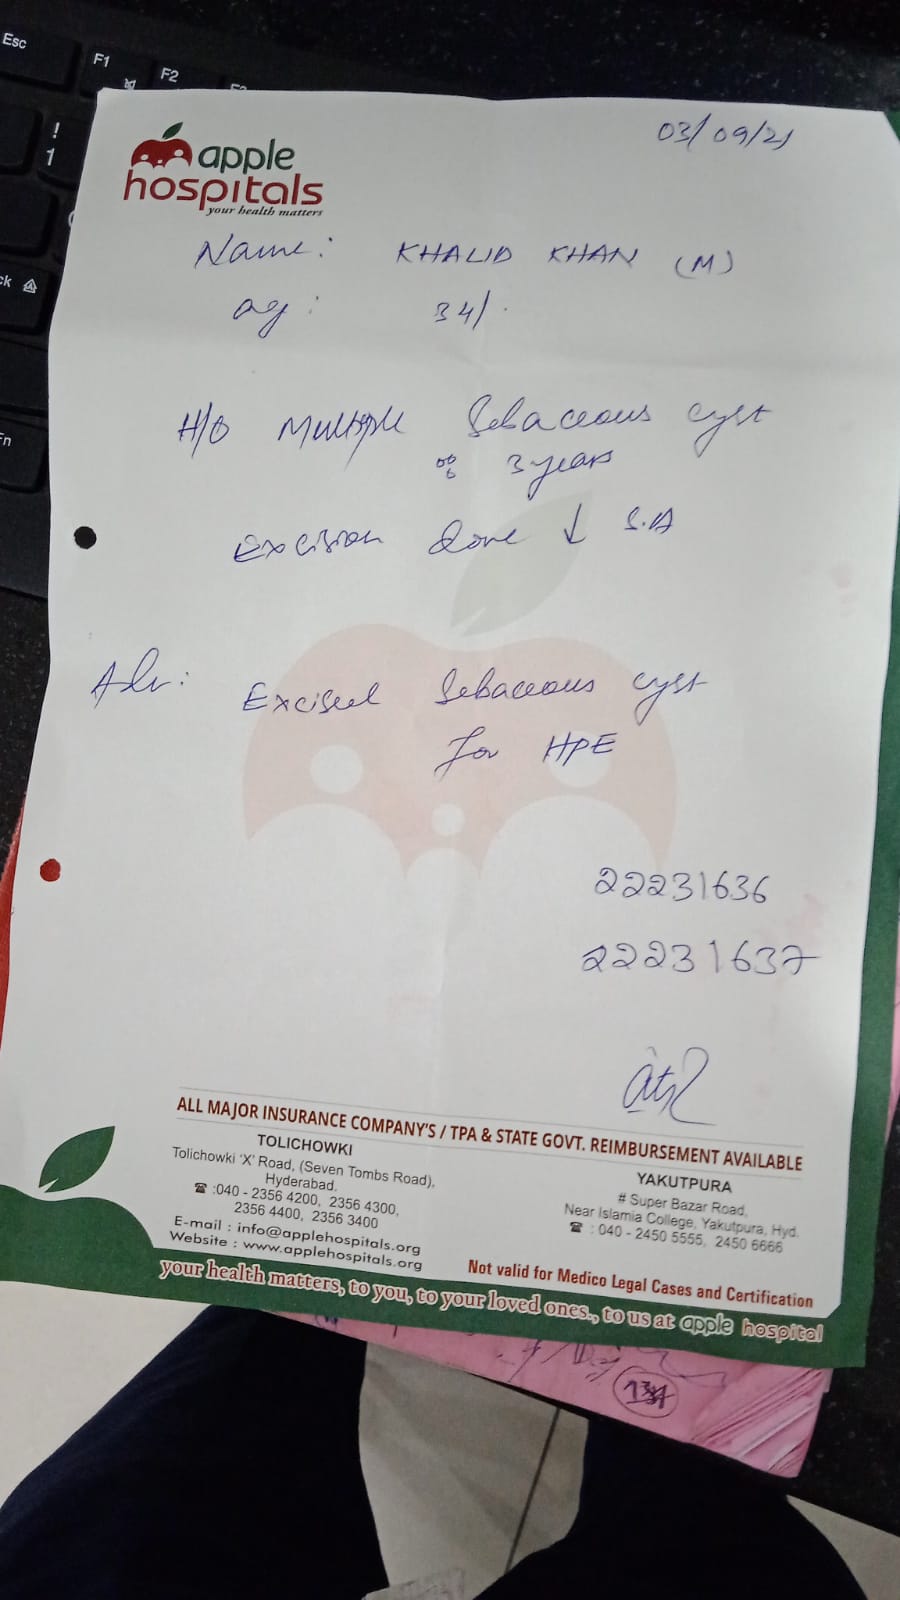 Esc
F1
F2
F3
!
1
03/09/21
apple
hospitals
your health matters
Name: KHALID KHAN (M)
age: 34/.
H/O Multiple Sebaceous cyst
3 years
Excision done ↓ S.A
Adv: Excised Sebaceous cyst
for HPE
22231636
22231637
ALL MAJOR INSURANCE COMPANY'S / TPA & STATE GOVT. REIMBURSEMENT AVAILABLE
TOLICHOWKI
Tolichowki 'X' Road, (Seven Tombs Road),
Hyderabad.
☎ :040 - 2356 4200, 2356 4300,
2356 4400, 2356 3400
E-mail : info@applehospitals.org
Website : www.applehospitals.org
YAKUTPURA
# Super Bazar Road,
Near Islamia College, Yakutpura, Hyd.
☎ : 040 - 2450 5555, 2450 6666
Not valid for Medico Legal Cases and Certification
your health matters, to you, to your loved ones., to us at apple hospital